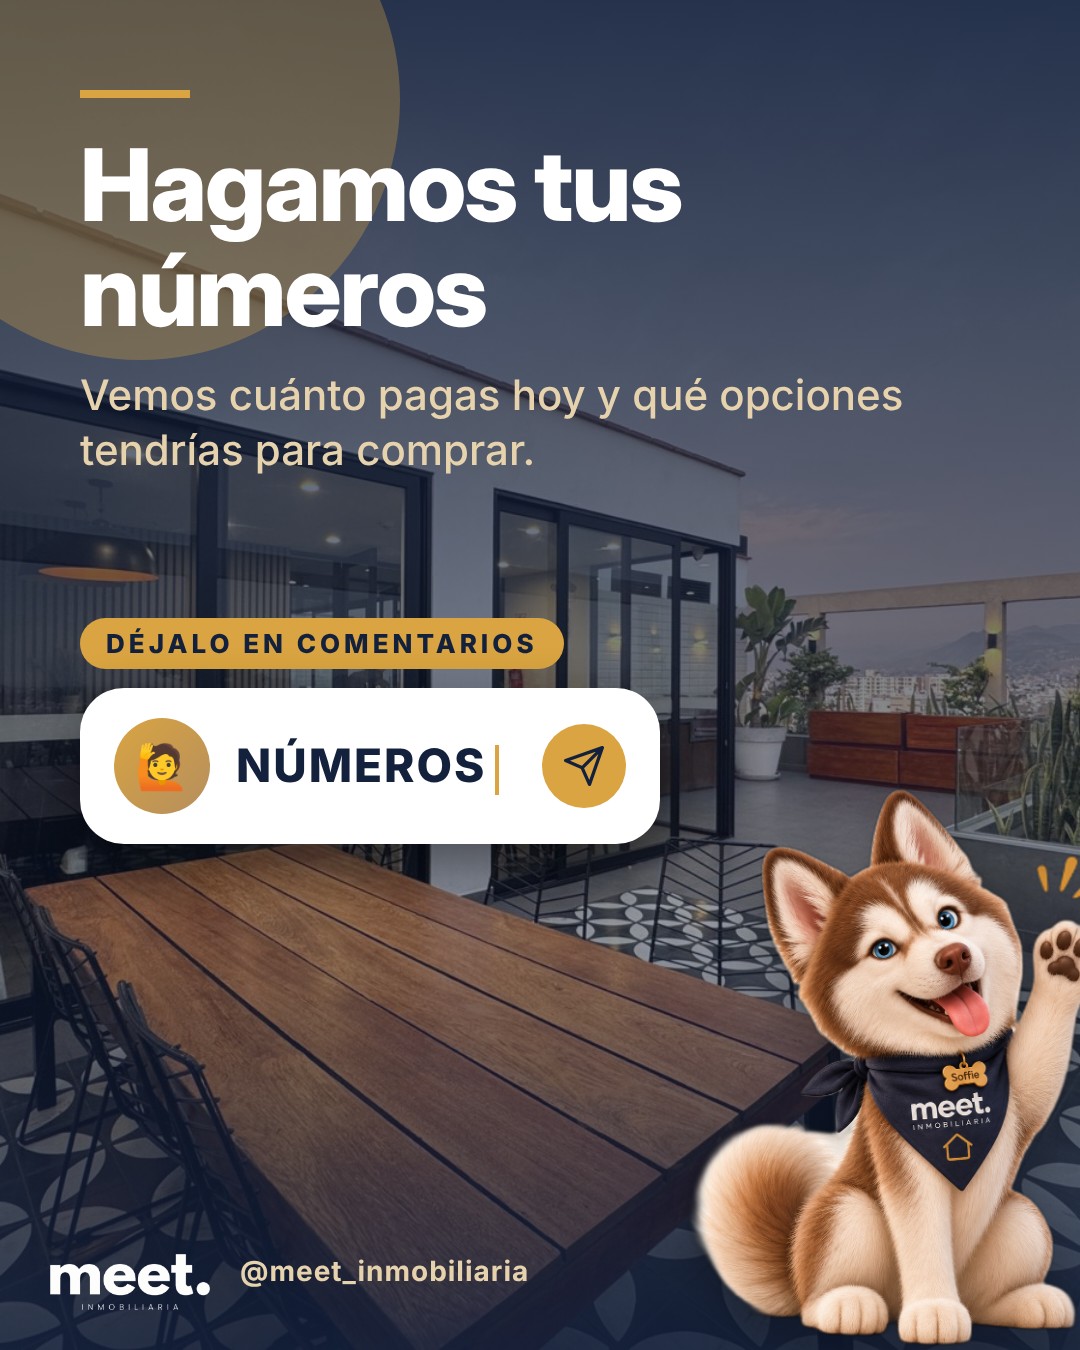 Hagamos tus
números
Vemos cuánto pagas hoy y qué opciones
tendrías para comprar.
DÉJALO EN COMENTARIOS
NÚMEROS
Soffie
meet.
INMOBILIARIA
meet.
INMOBILIARIA
@meet_inmobiliaria